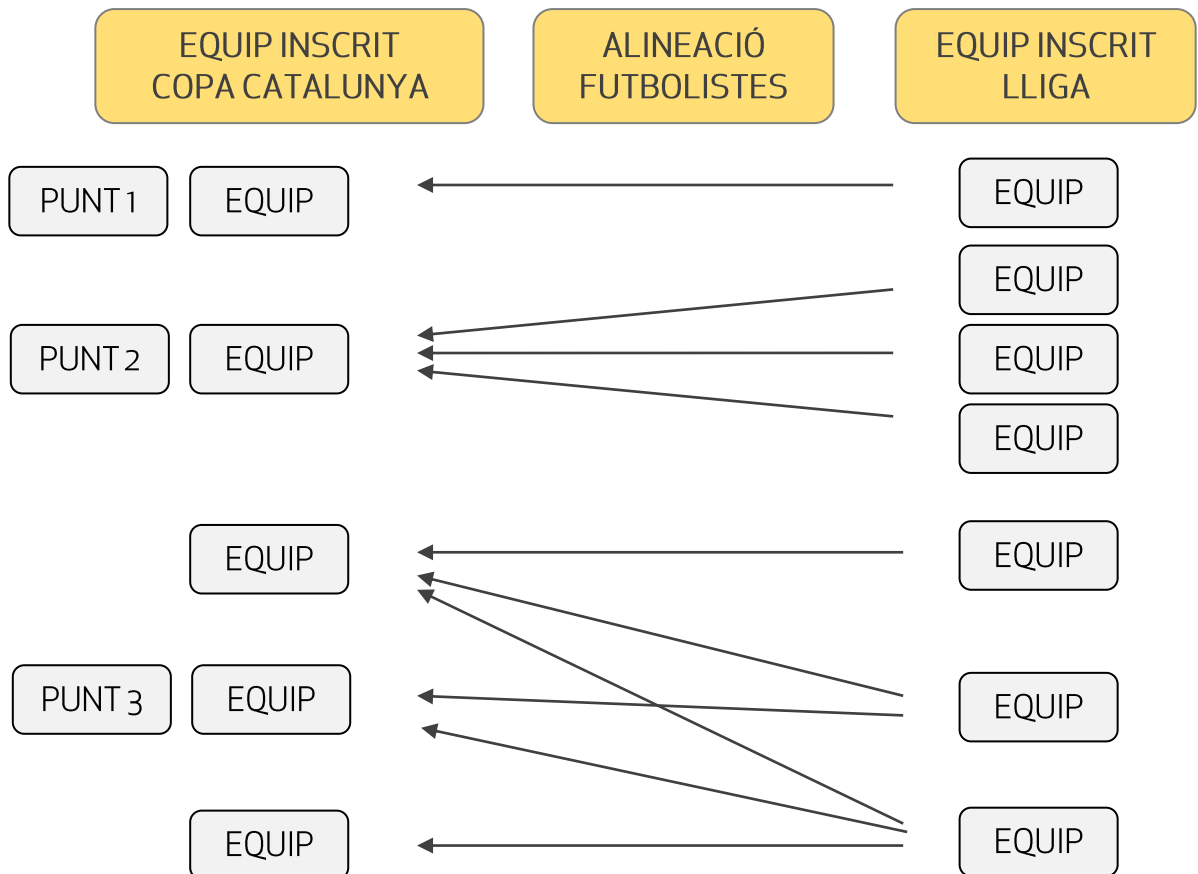 EQUIP INSCRIT
COPA CATALUNYA
ALINEACIÓ
FUTBOLISTES
EQUIP INSCRIT
LLIGA
PUNT 1
EQUIP
EQUIP
EQUIP
PUNT 2
EQUIP
EQUIP
EQUIP
EQUIP
EQUIP
PUNT 3
EQUIP
EQUIP
EQUIP
EQUIP